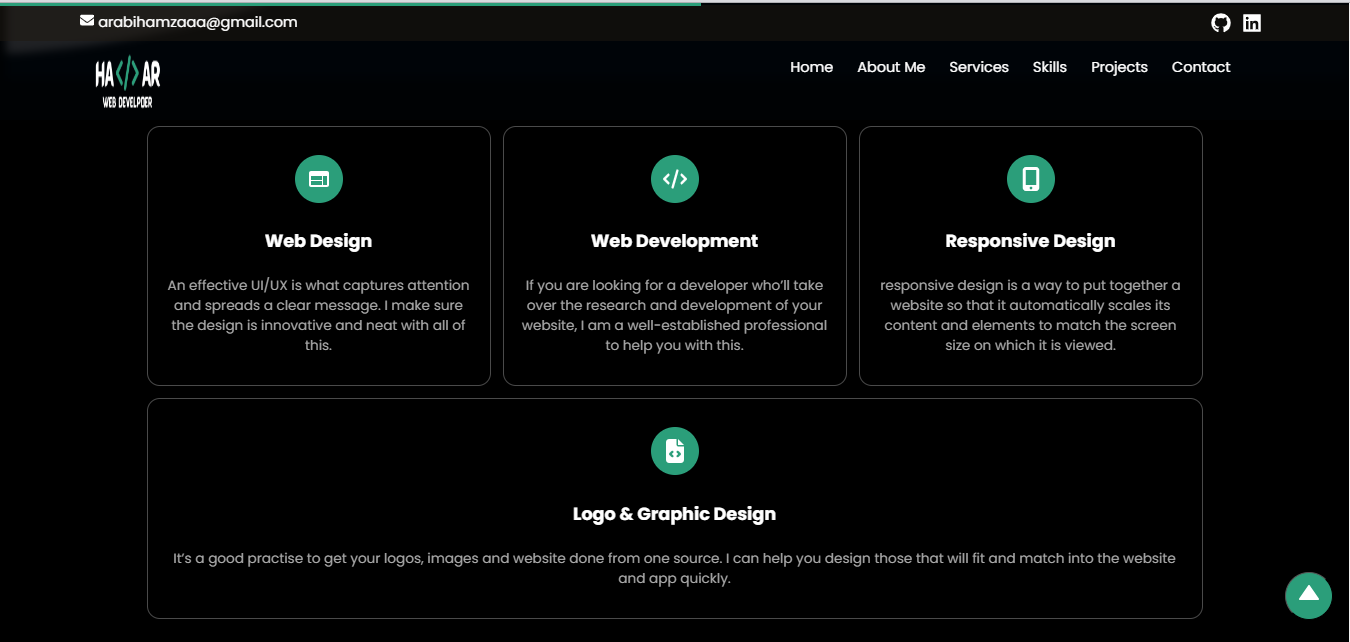 arabihamzaaa@gmail.com
HA</>AR
WEB DEVELPOER
Home About Me Services Skills Projects Contact
Web Design
An effective UI/UX is what captures attention
and spreads a clear message. I make sure
the design is innovative and neat with all of
this.
Web Development
If you are looking for a developer who’ll take
over the research and development of your
website, I am a well-established professional
to help you with this.
Responsive Design
responsive design is a way to put together a
website so that it automatically scales its
content and elements to match the screen
size on which it is viewed.
Logo & Graphic Design
It’s a good practise to get your logos, images and website done from one source. I can help you design those that will fit and match into the website
and app quickly.